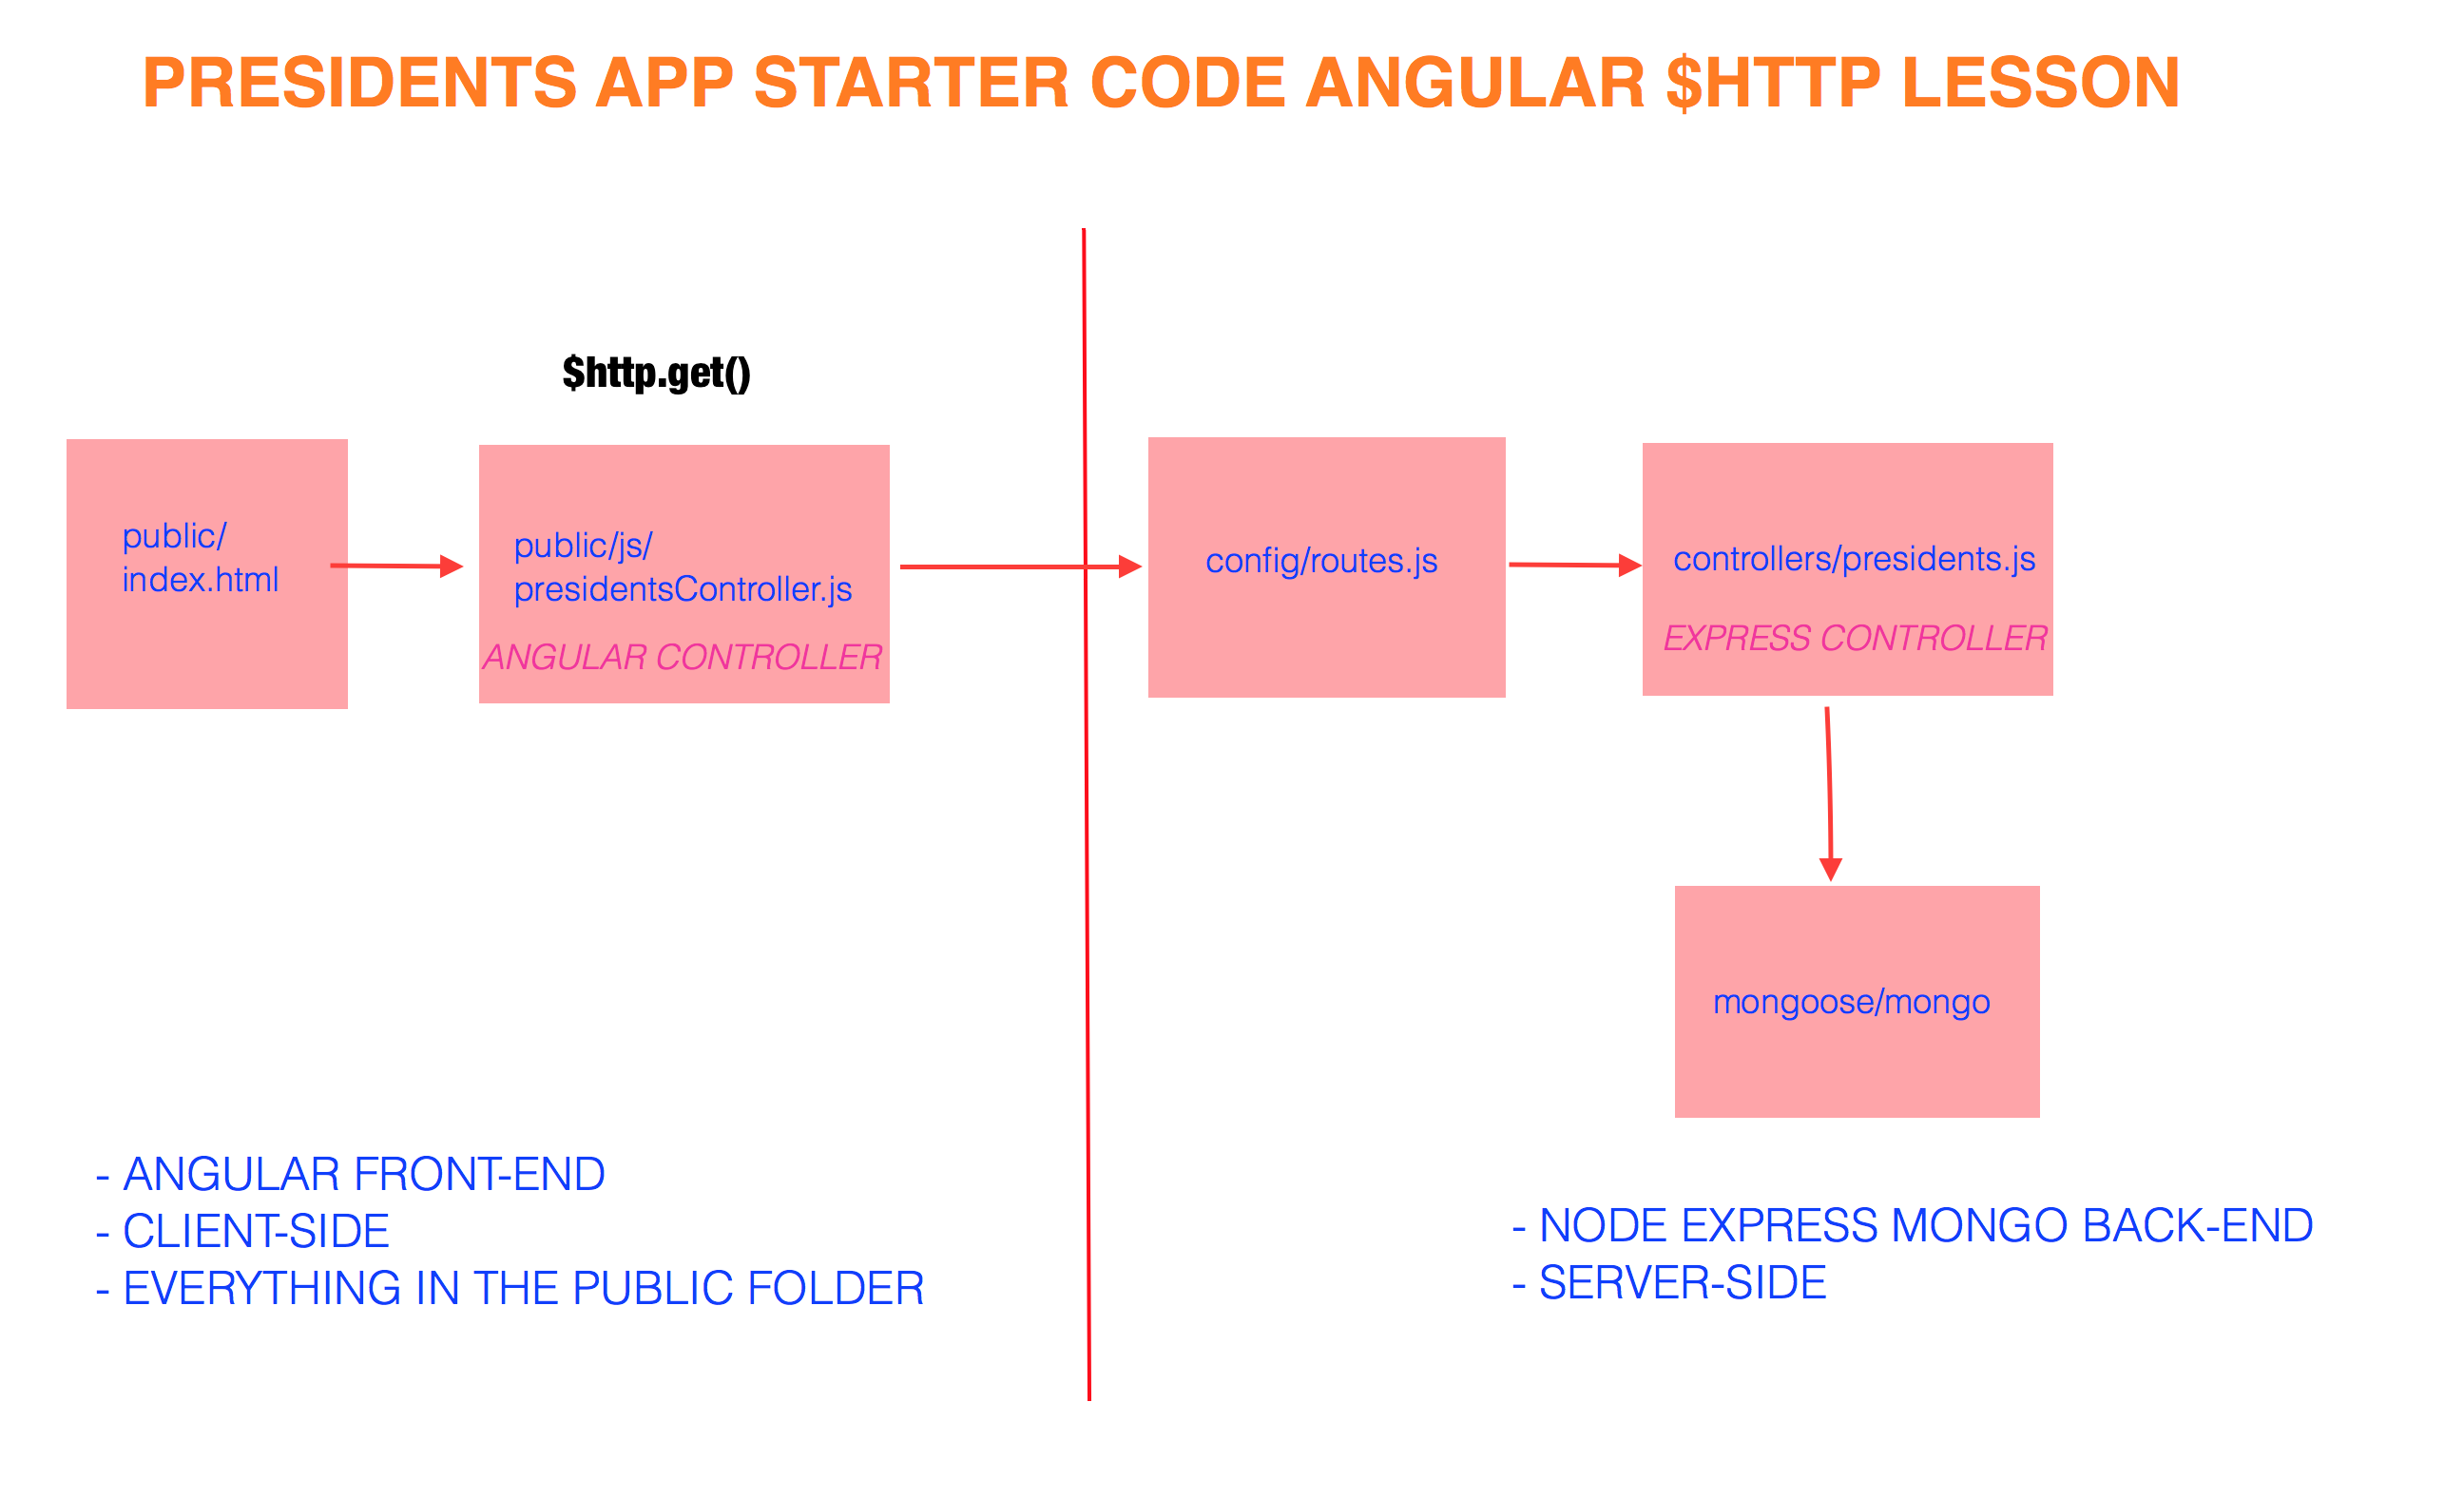 PRESIDENTS APP STARTER CODE ANGULAR $HTTP LESSON
$http.get()
public/
index.html
public/js/
presidentsController.js
ANGULAR CONTROLLER
config/routes.js
controllers/presidents.js
EXPRESS CONTROLLER
mongoose/mongo
- ANGULAR FRONT-END
- CLIENT-SIDE
- EVERYTHING IN THE PUBLIC FOLDER
- NODE EXPRESS MONGO BACK-END
- SERVER-SIDE